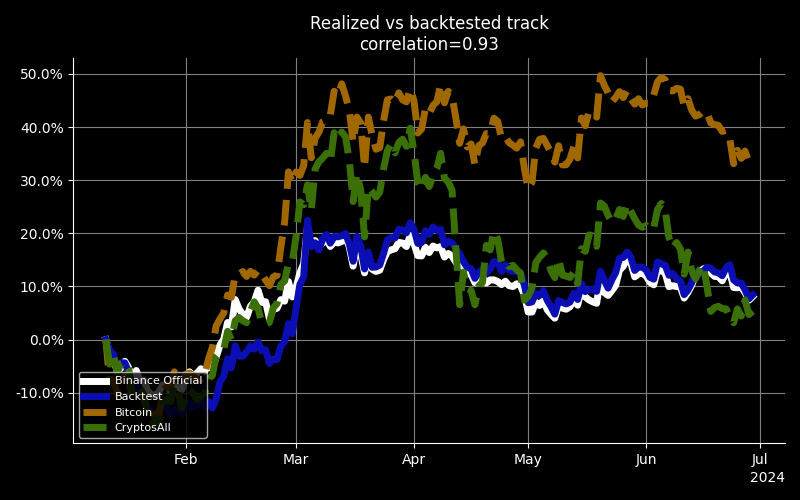 Realized vs backtested track
correlation=0.93
50.0%
40.0%
30.0%
20.0%
10.0%
0.0%
-10.0%
Binance Official
Backtest
Bitcoin
CryptosAll
Feb
Mar
Apr
May
Jun
Jul
2024